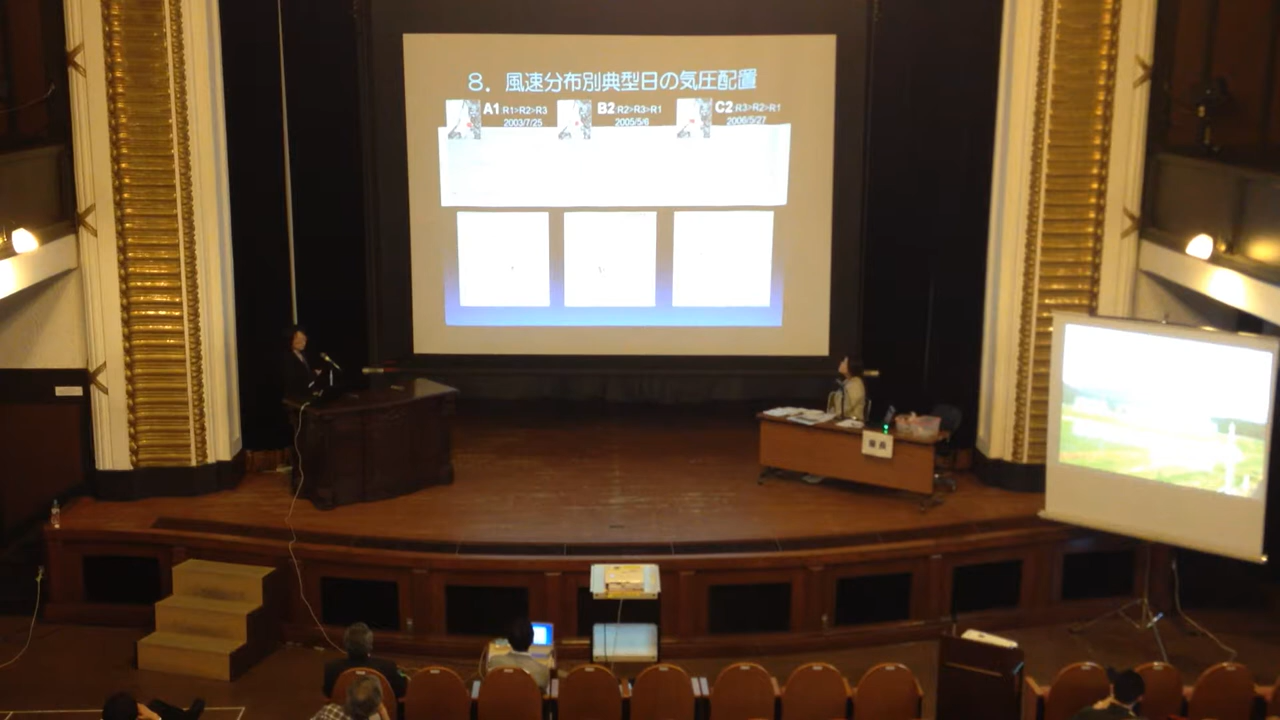 8. 風速分布別典型日の気圧配置
A1 R1>R2>R3
2003/7/25
B2 R2>R3>R1
2005/5/6
C2 R3>R2>R1
2006/5/27